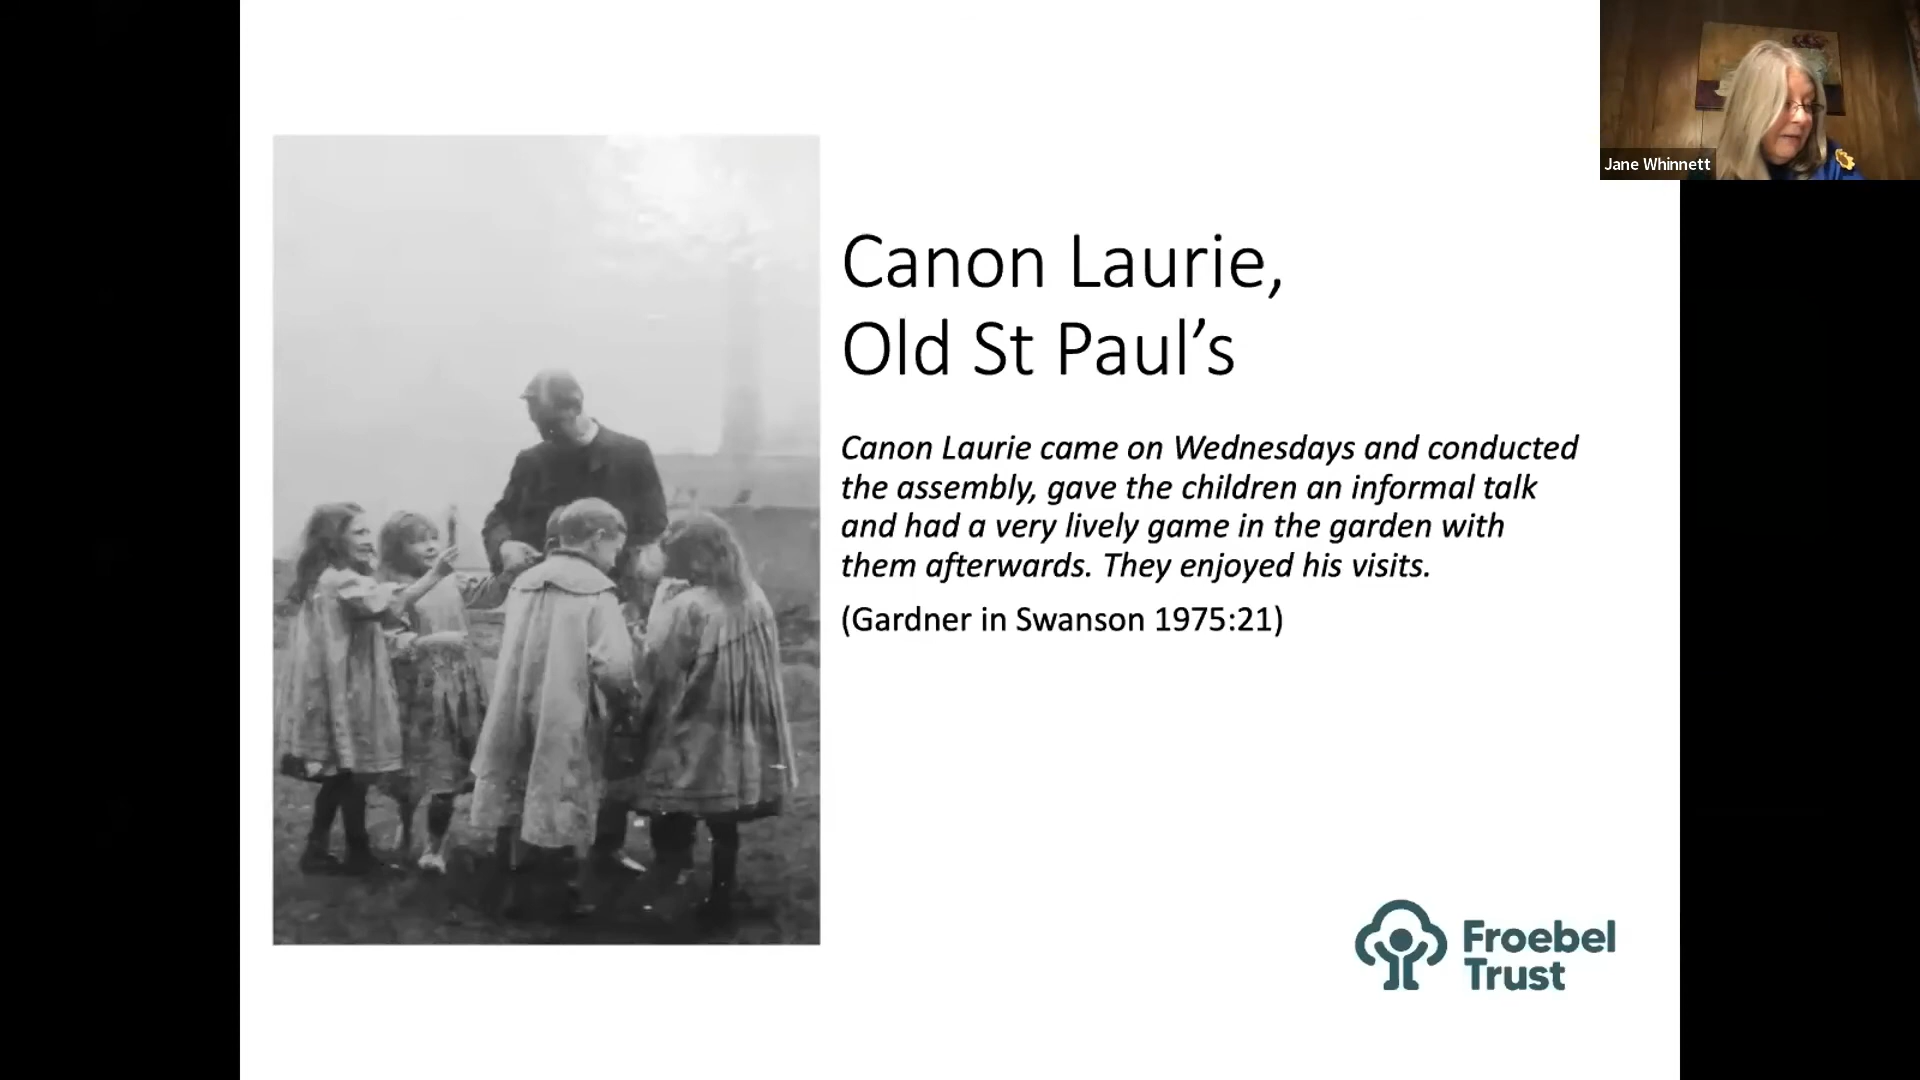 Jane Whinnett
Canon Laurie,
Old St Paul’s
Canon Laurie came on Wednesdays and conducted
the assembly, gave the children an informal talk
and had a very lively game in the garden with
them afterwards. They enjoyed his visits.
(Gardner in Swanson 1975:21)
Froebel
Trust